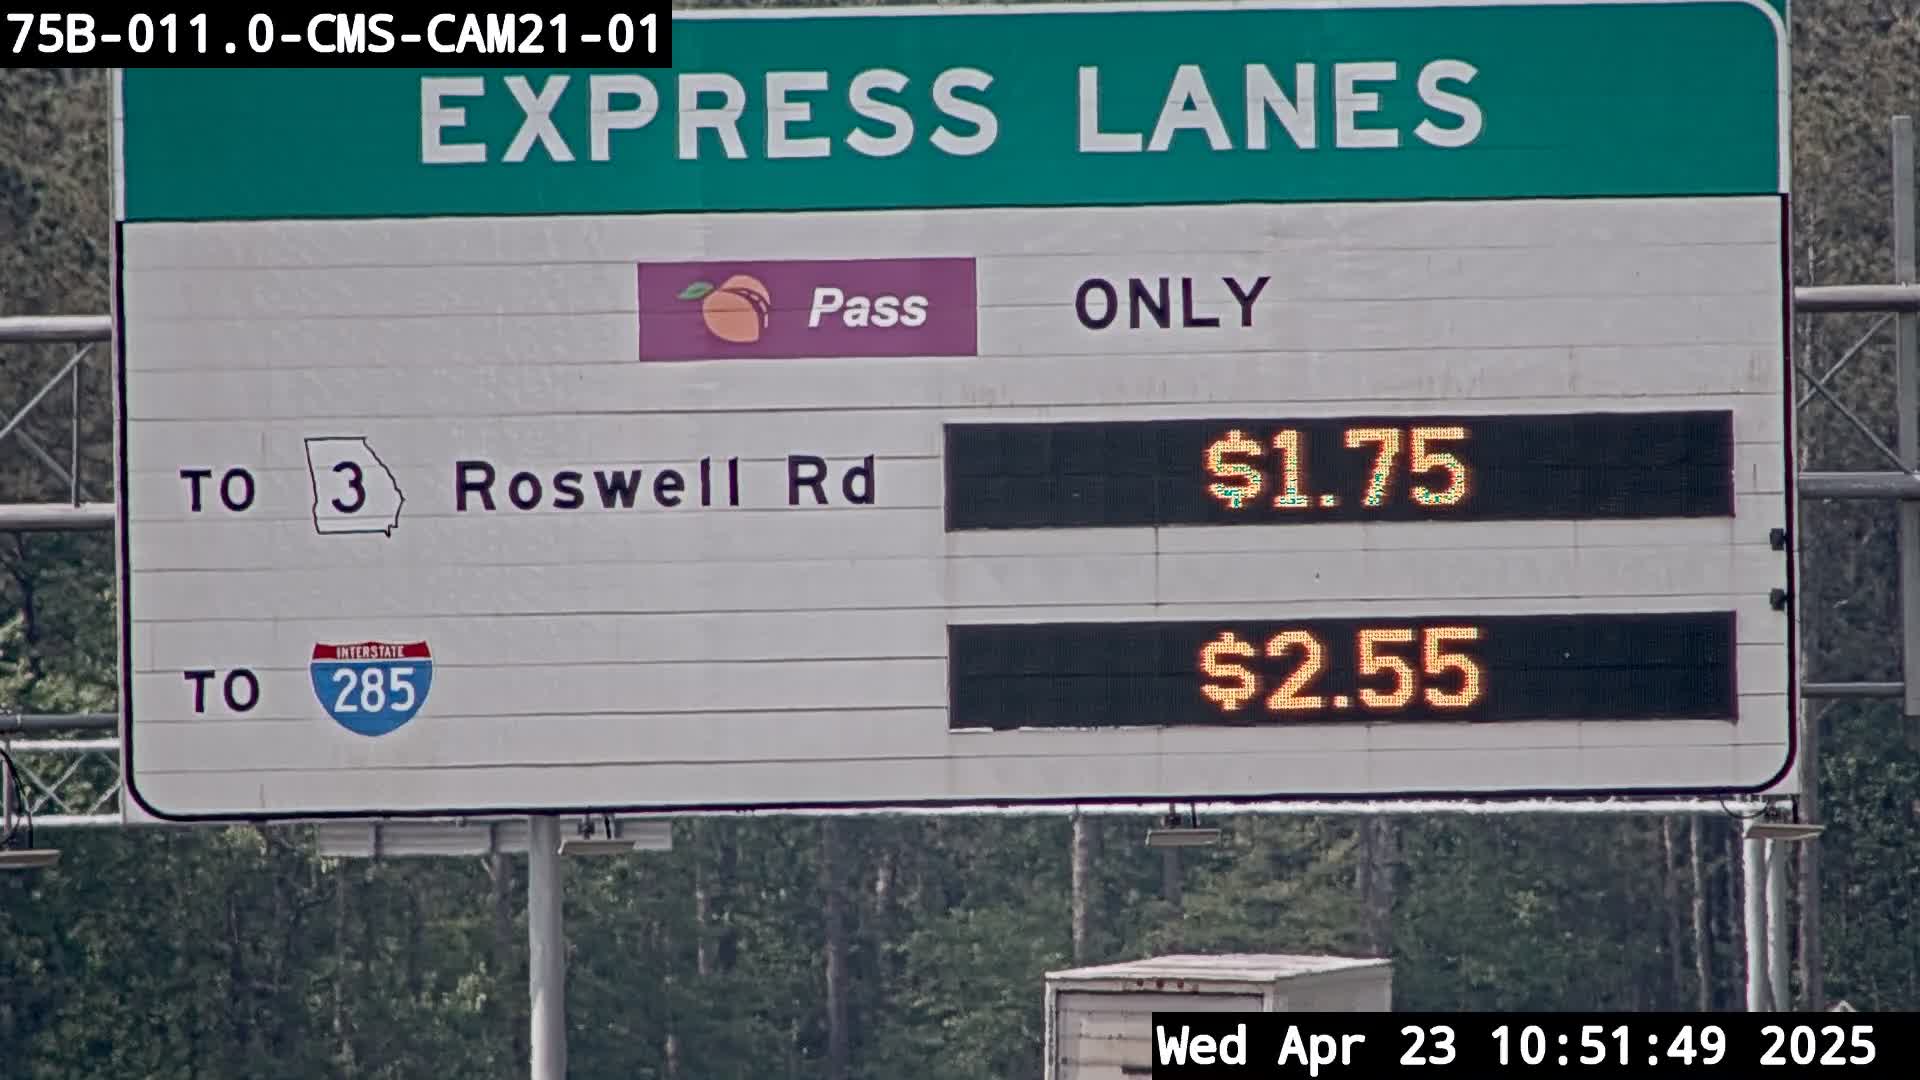 75B-011.0-CMS-CAM21-01
EXPRESS LANES
Pass ONLY
TO 3 Roswell Rd $1.75
INTERSTATE
TO 285 $2.55
Wed Apr 23 10:51:49 2025